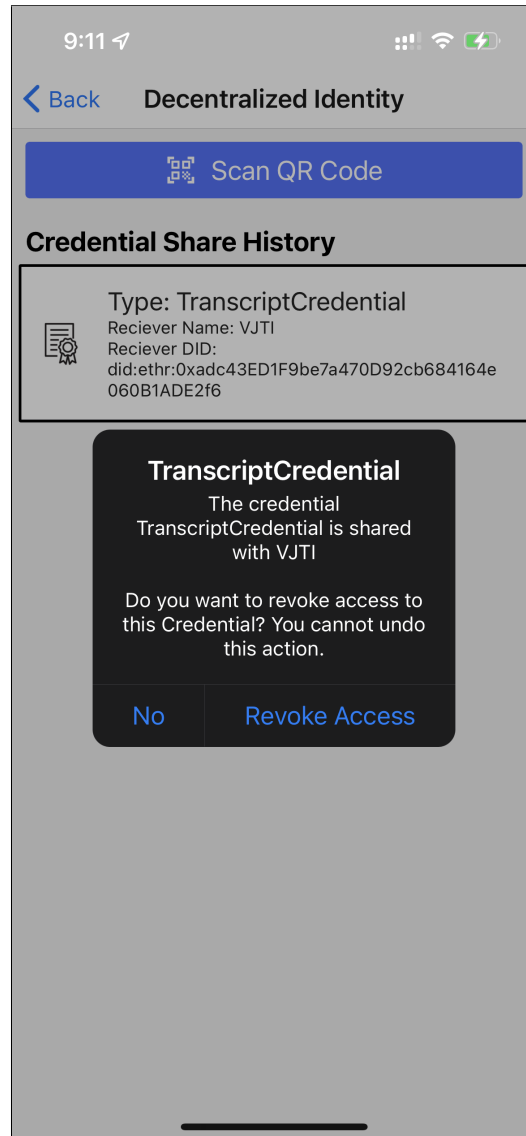 9:11
Back
Decentralized Identity
Scan QR Code
Credential Share History
Type: TranscriptCredential
Reciever Name: VJTI
Reciever DID:
did:ethr:0xadc43ED1F9be7a470D92cb684164e
060B1ADE2f6
TranscriptCredential
The credential
TranscriptCredential is shared
with VJTI
Do you want to revoke access to
this Credential? You cannot undo
this action.
No
Revoke Access